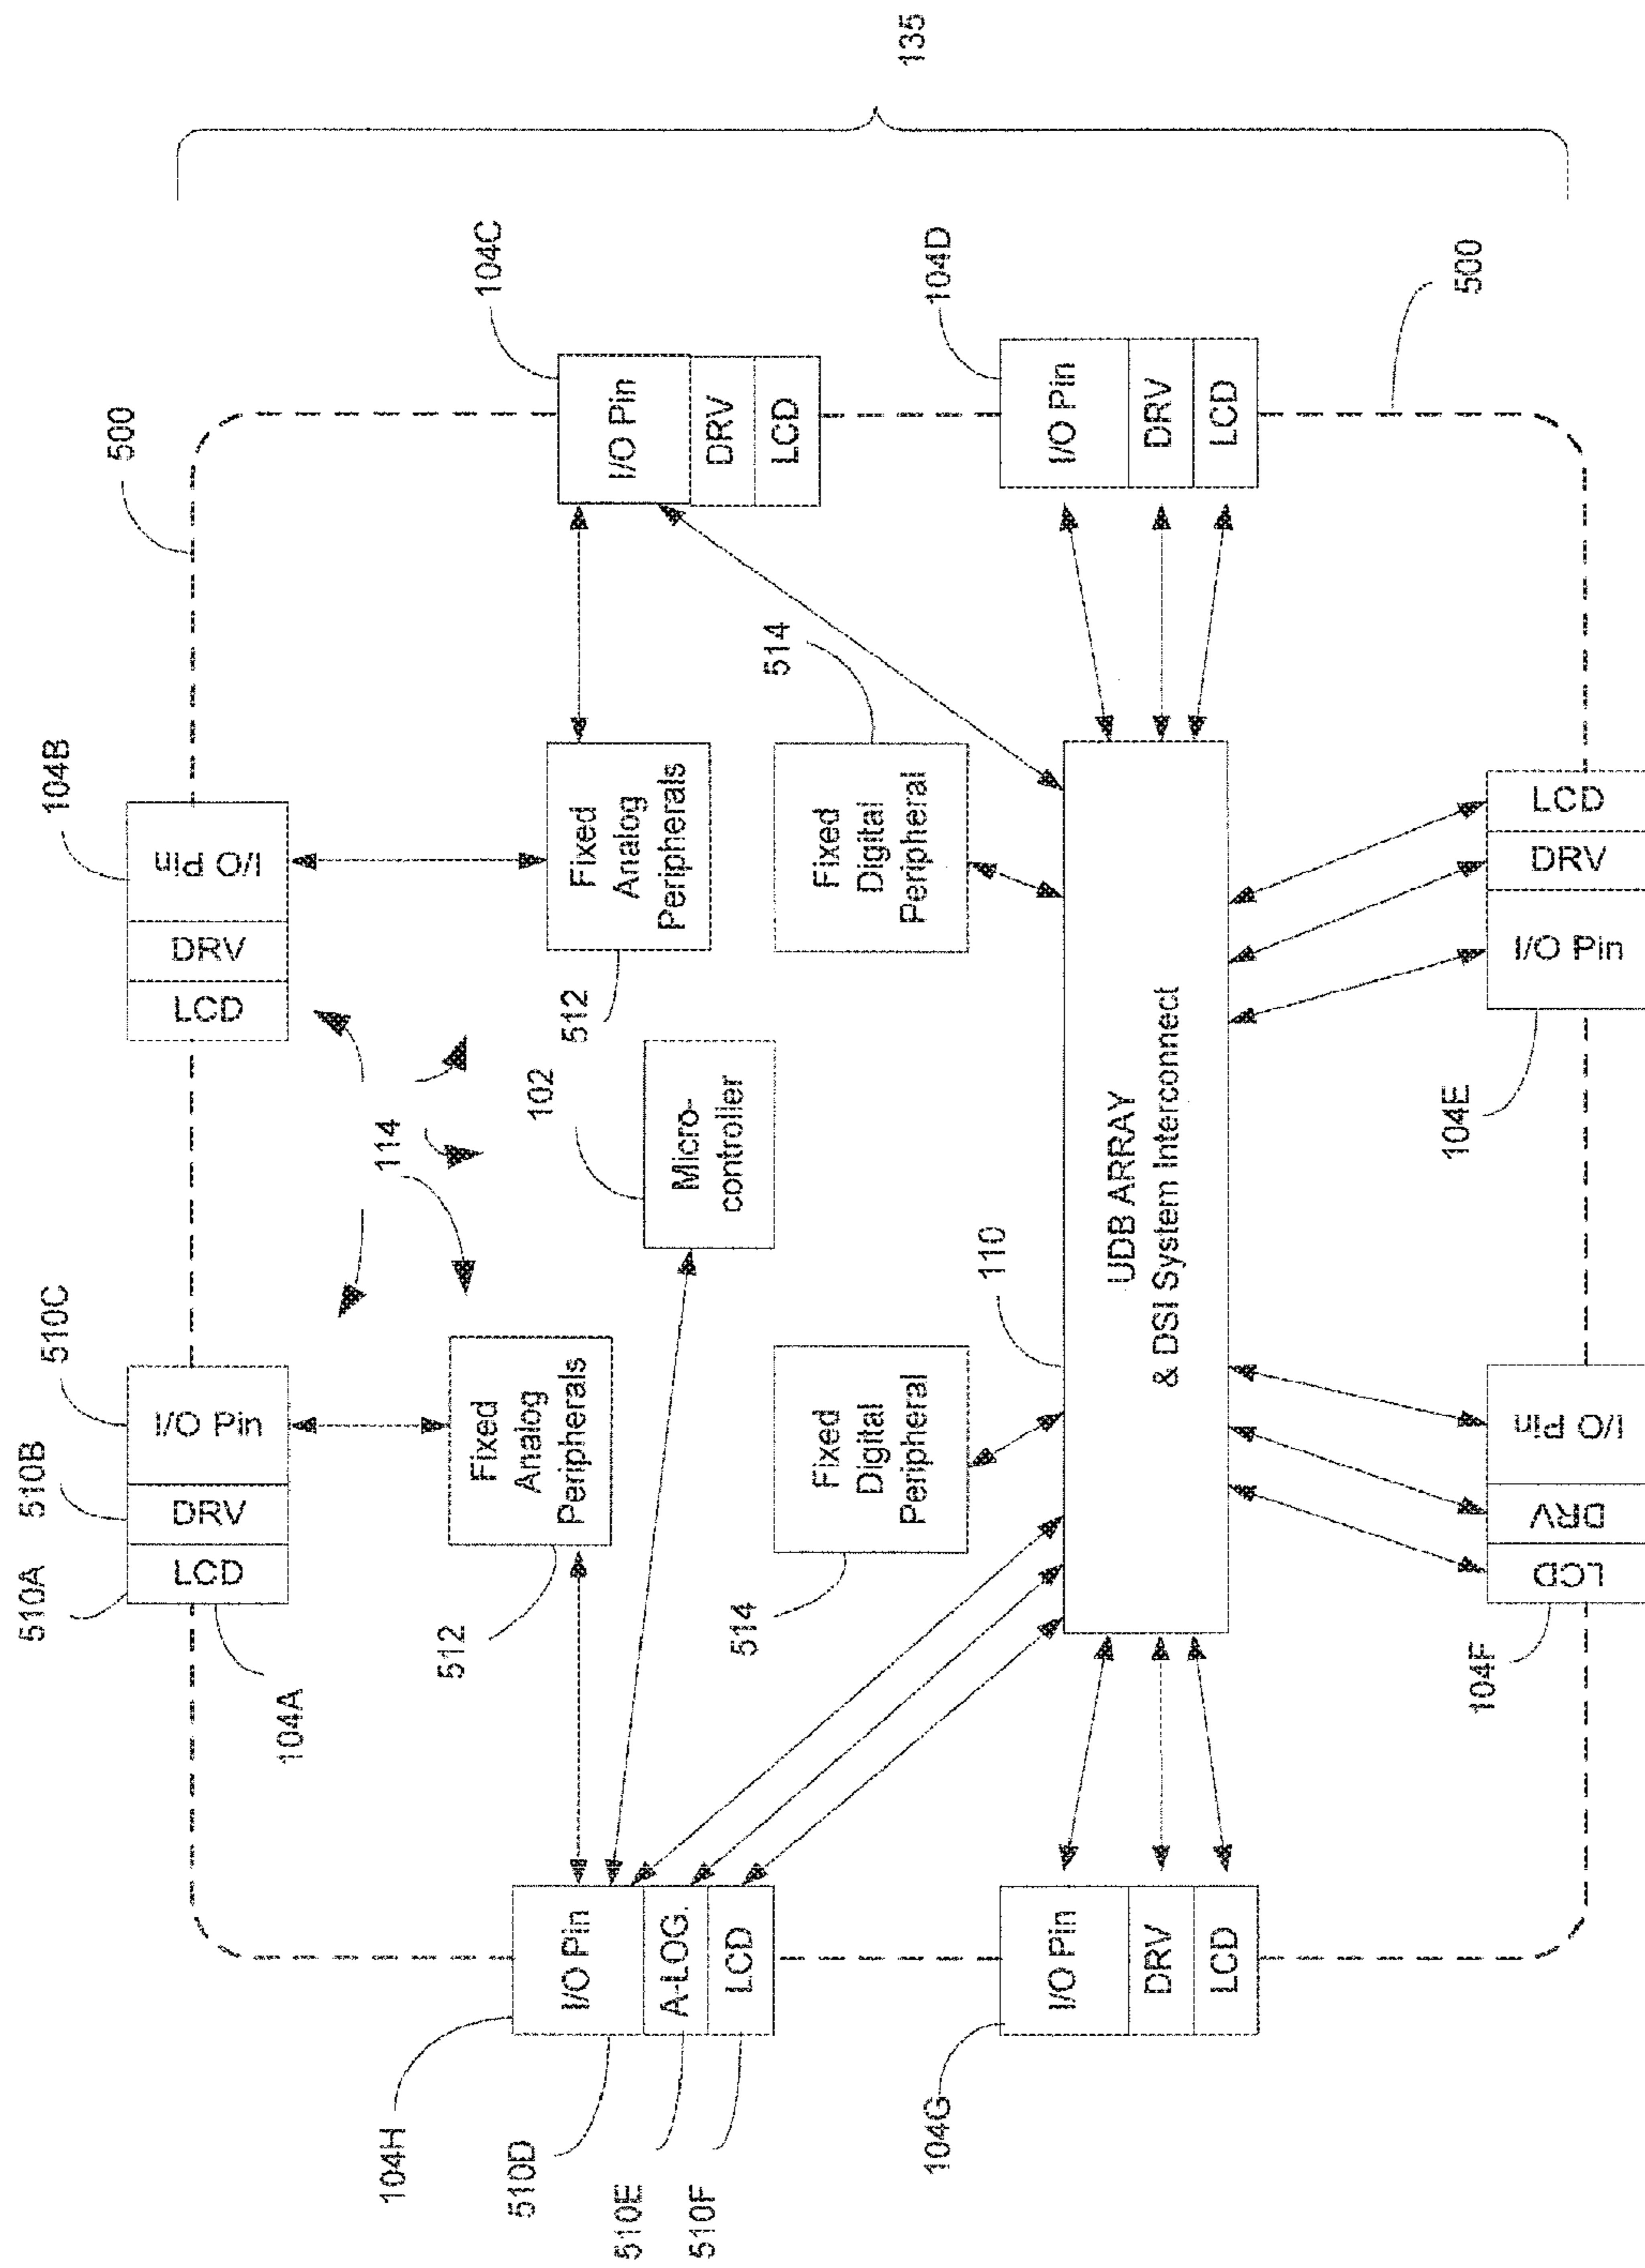 135
500
510A
510B
510C
104B
LCD
DRV
I/O Pin
LCD
DRV
I/O Pin
104A
114
104H
I/O Pin
A-LOG.
LCD
510D
510E
510F
Fixed
Analog
Peripherals
512
Fixed
Analog
Peripherals
512
102
Micro-
controller
104C
I/O Pin
DRV
LCD
514
Fixed
Digital
Peripheral
514
Fixed
Digital
Peripheral
104D
I/O Pin
DRV
LCD
110
UDB ARRAY
& DSI System Interconnect
104G
I/O Pin
DRV
LCD
500
104F
LCD
DRV
I/O Pin
104E
I/O Pin
DRV
LCD